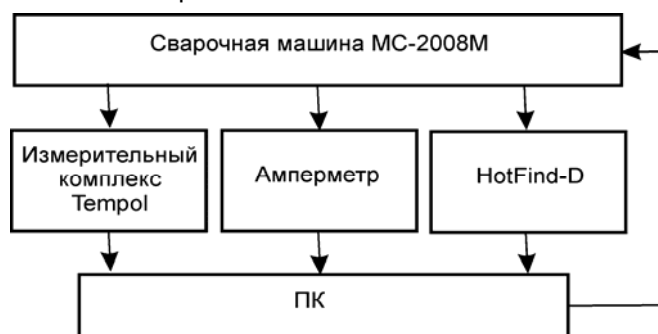 Сварочная машина МС-2008М
Измерительный
комплекс
Tempol
Амперметр
HotFind-D
ПК